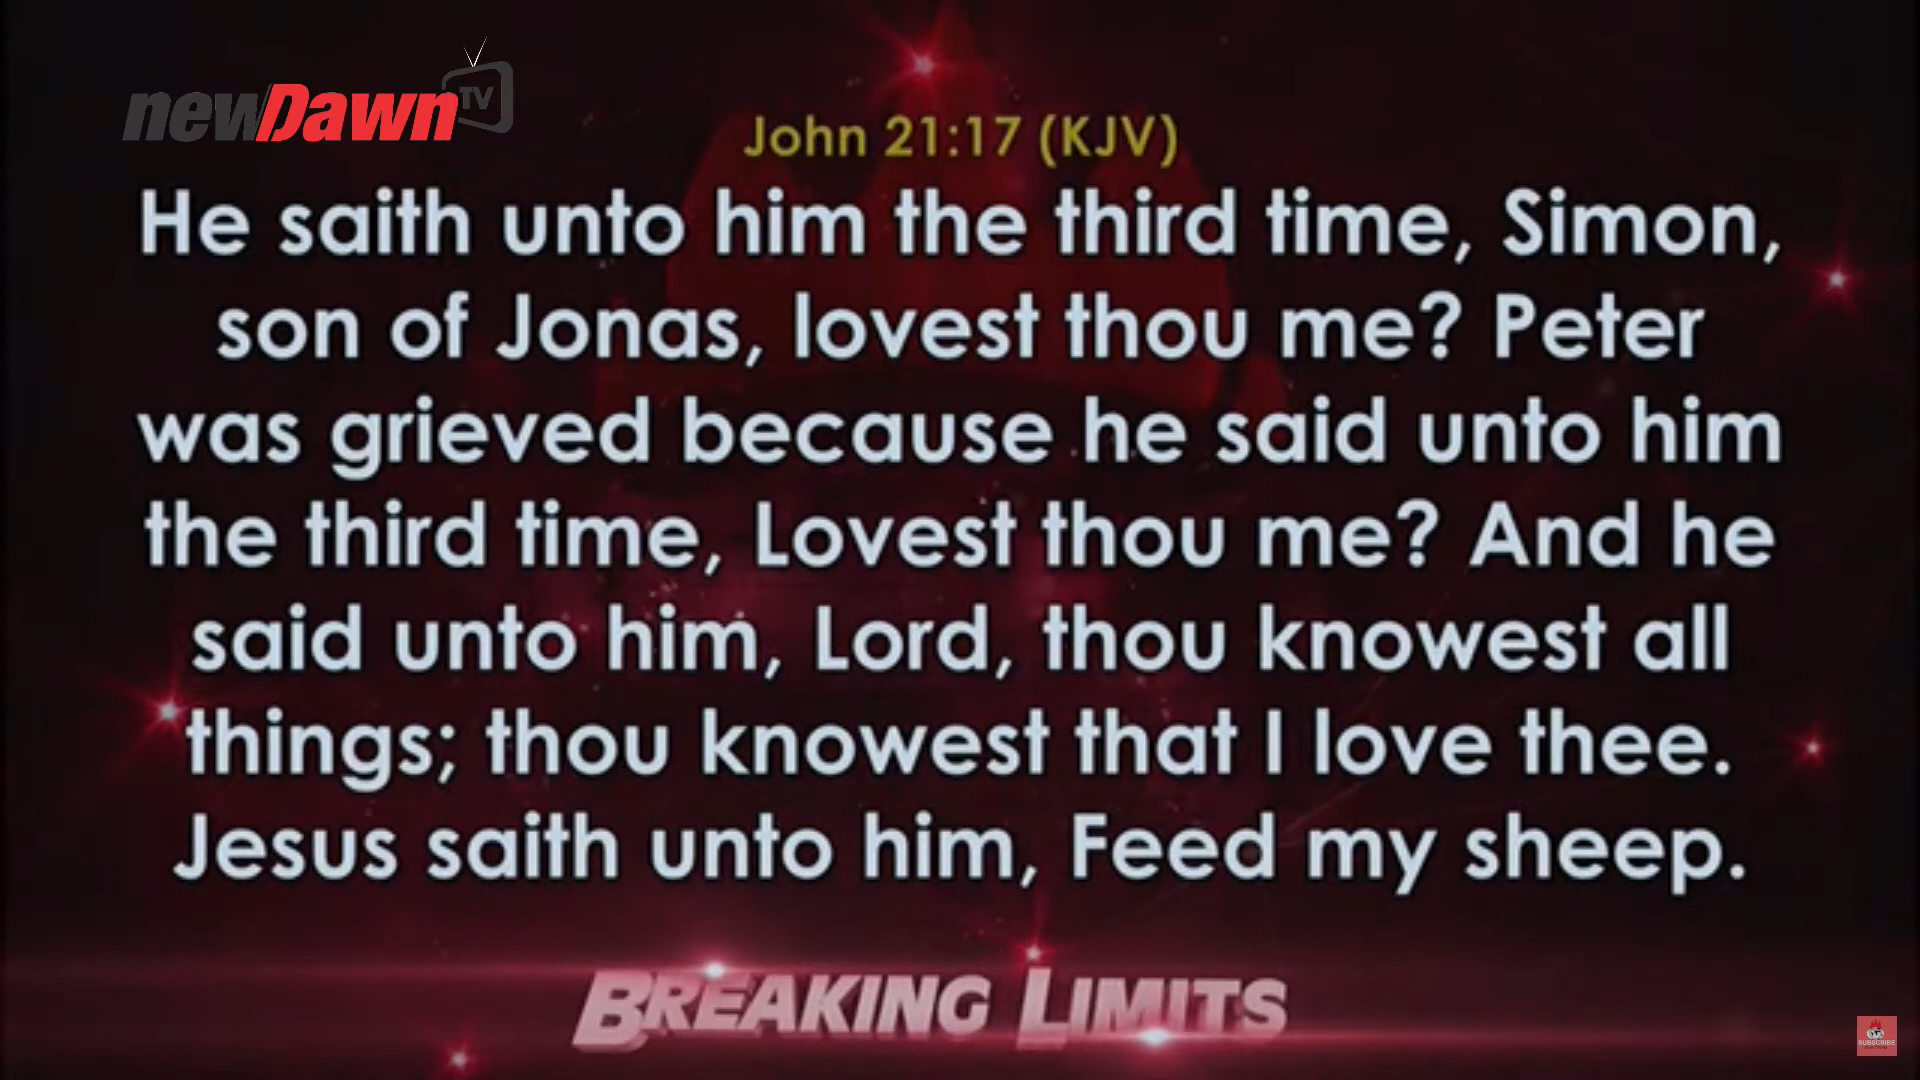 newDawn TV
John 21:17 (KJV)
He saith unto him the third time, Simon,
son of Jonas, lovest thou me? Peter
was grieved because he said unto him
the third time, Lovest thou me? And he
said unto him, Lord, thou knowest all
things; thou knowest that I love thee.
Jesus saith unto him, Feed my sheep.
BREAKING LIMITS
SUBSCRIBE